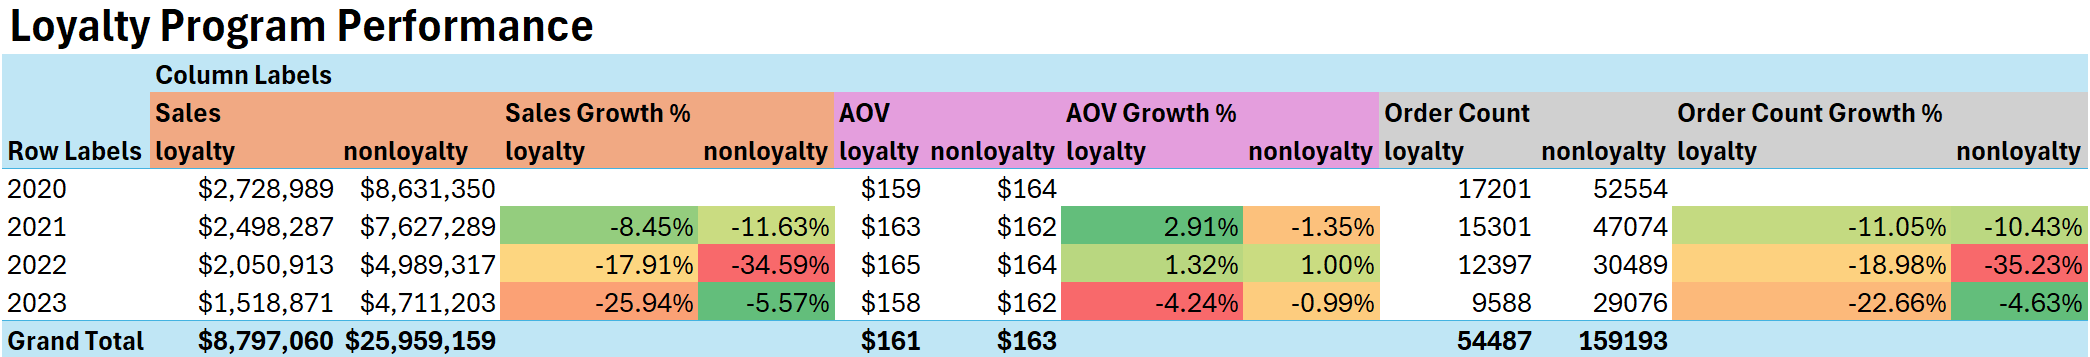 Loyalty Program Performance
Column Labels
Sales Sales Growth % AOV AOV Growth % Order Count Order Count Growth %
Row Labels loyalty nonloyalty loyalty nonloyalty loyalty nonloyalty loyalty nonloyalty loyalty nonloyalty loyalty nonloyalty
2020 $2,728,989 $8,631,350 $159 $164 17201 52554
2021 $2,498,287 $7,627,289 -8.45% -11.63% $163 $162 2.91% -1.35% 15301 47074 -11.05% -10.43%
2022 $2,050,913 $4,989,317 -17.91% -34.59% $165 $164 1.32% 1.00% 12397 30489 -18.98% -35.23%
2023 $1,518,871 $4,711,203 -25.94% -5.57% $158 $162 -4.24% -0.99% 9588 29076 -22.66% -4.63%
Grand Total $8,797,060 $25,959,159 $161 $163 54487 159193